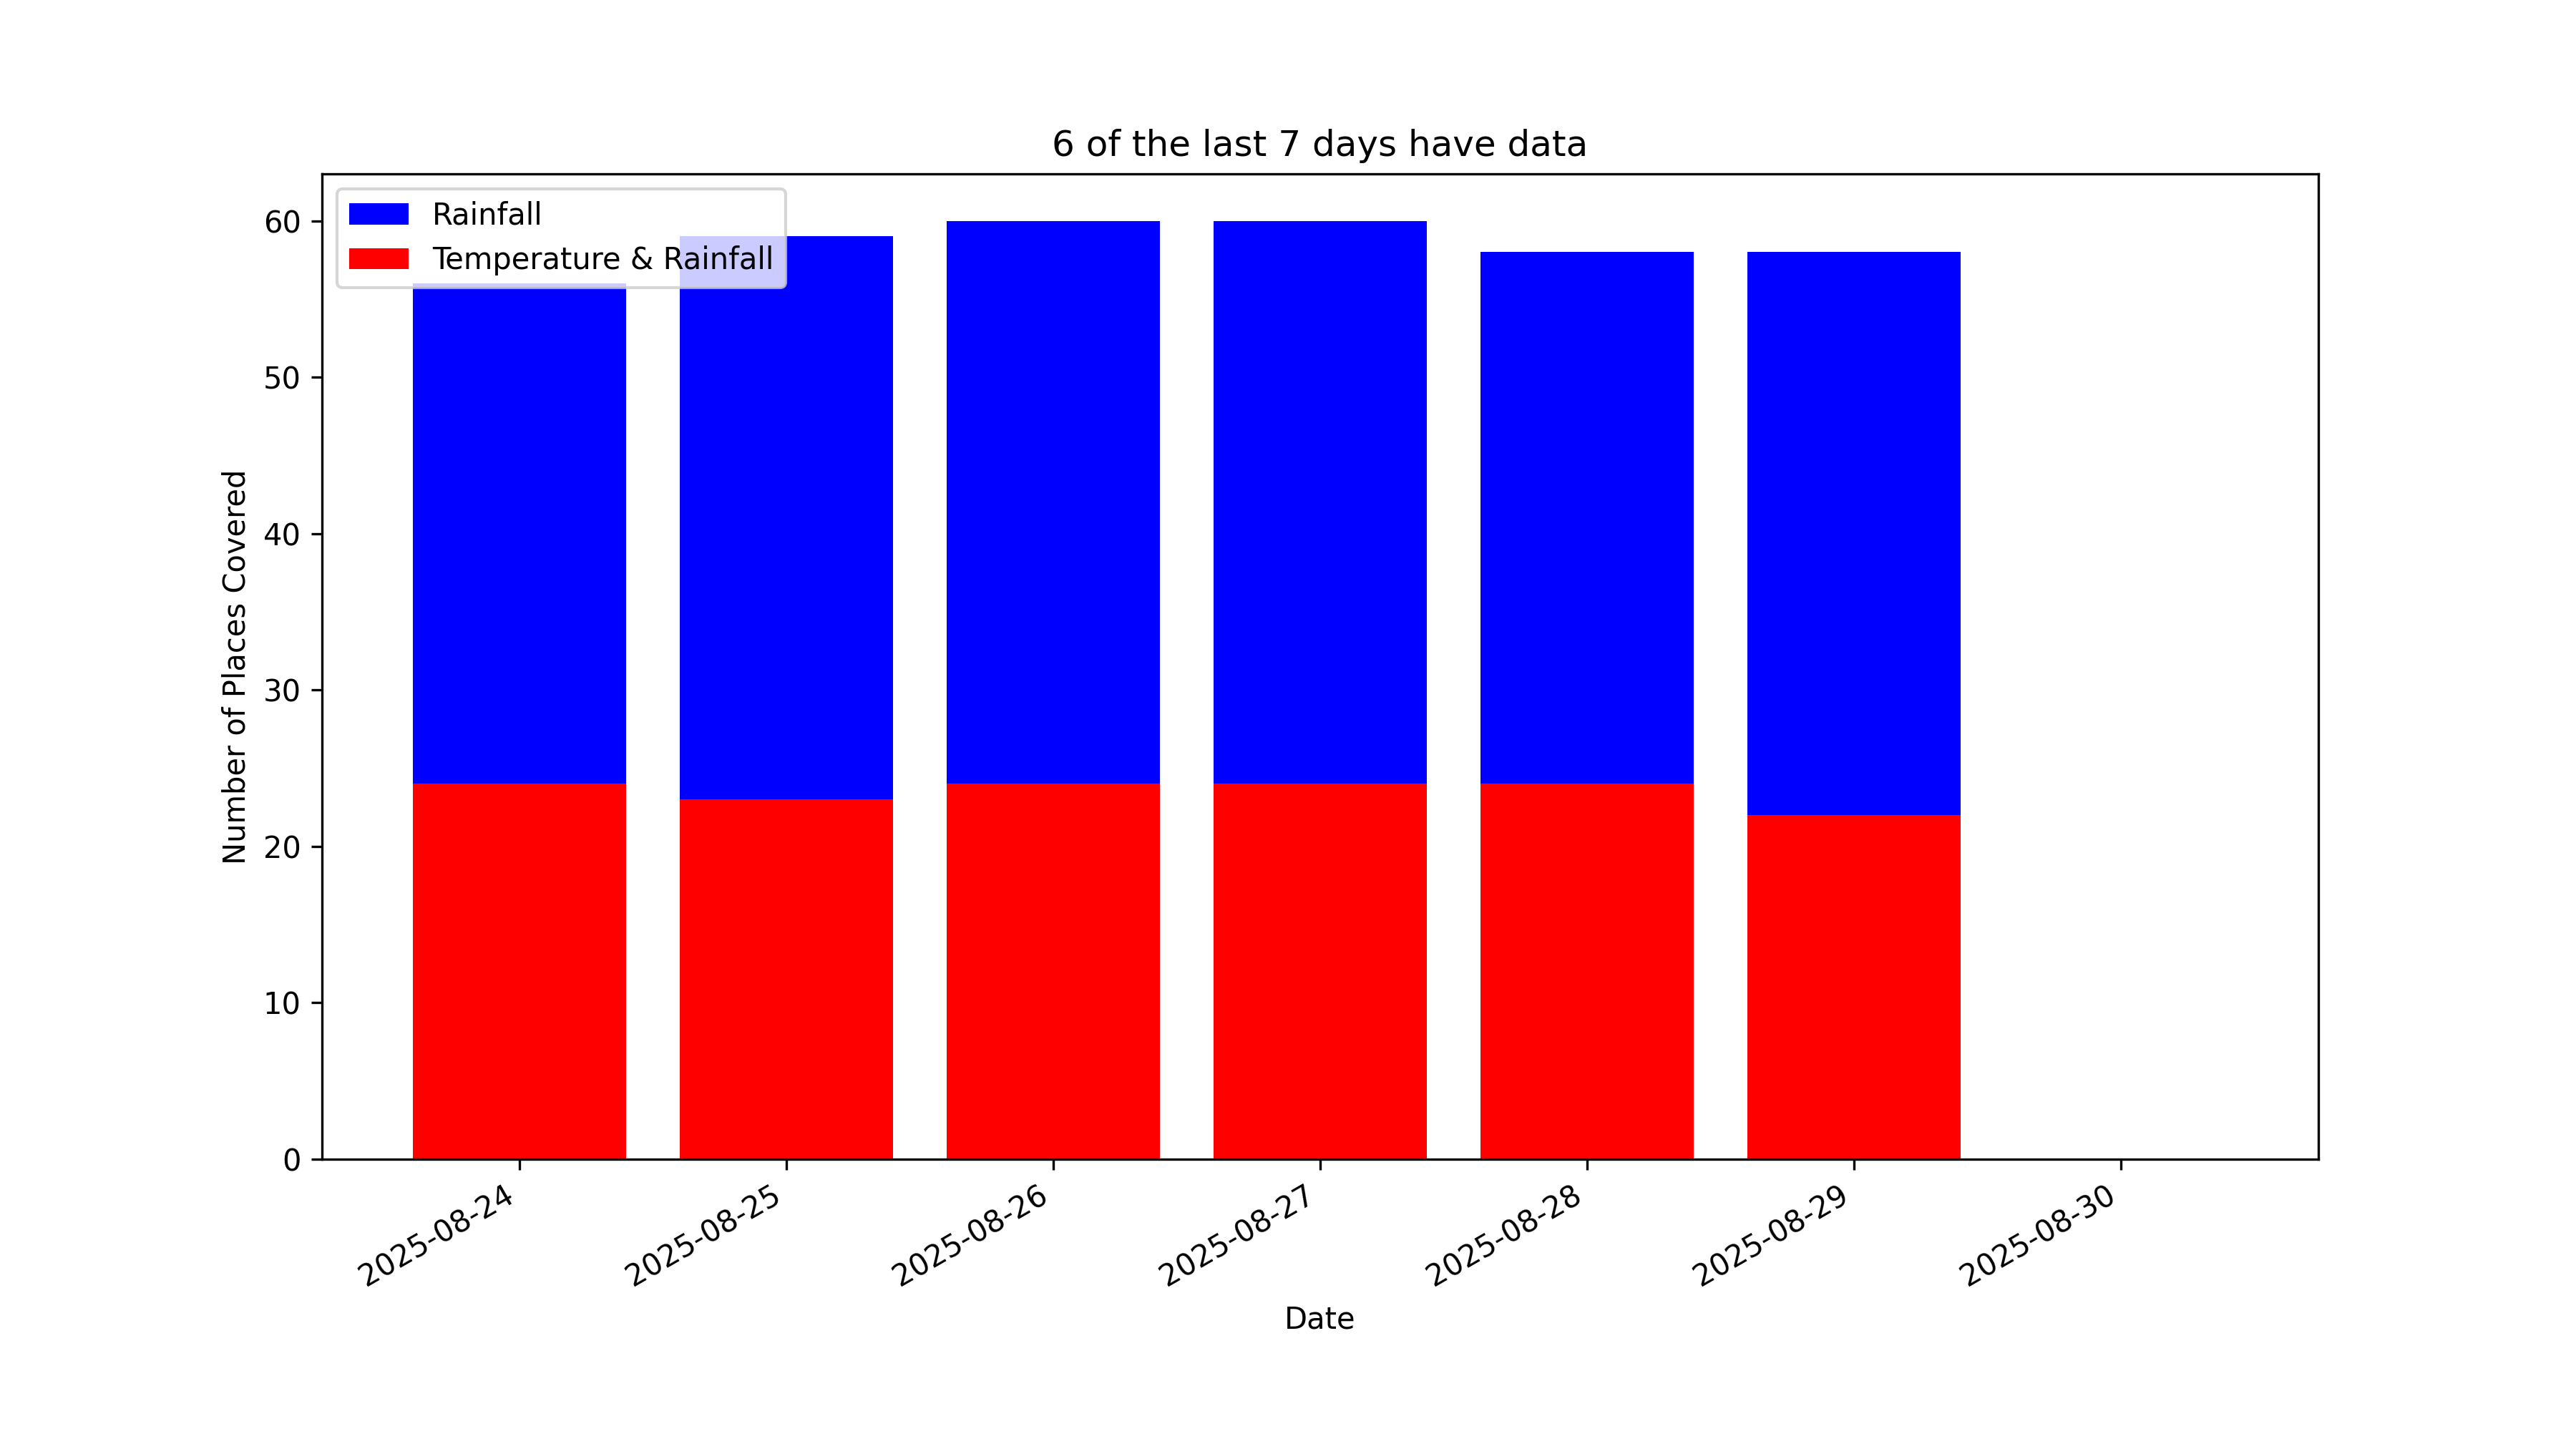 6 of the last 7 days have data
Rainfall
Temperature & Rainfall
60
50
40
30
20
10
0
Number of Places Covered
2025-08-24
2025-08-25
2025-08-26
2025-08-27
2025-08-28
2025-08-29
2025-08-30
Date